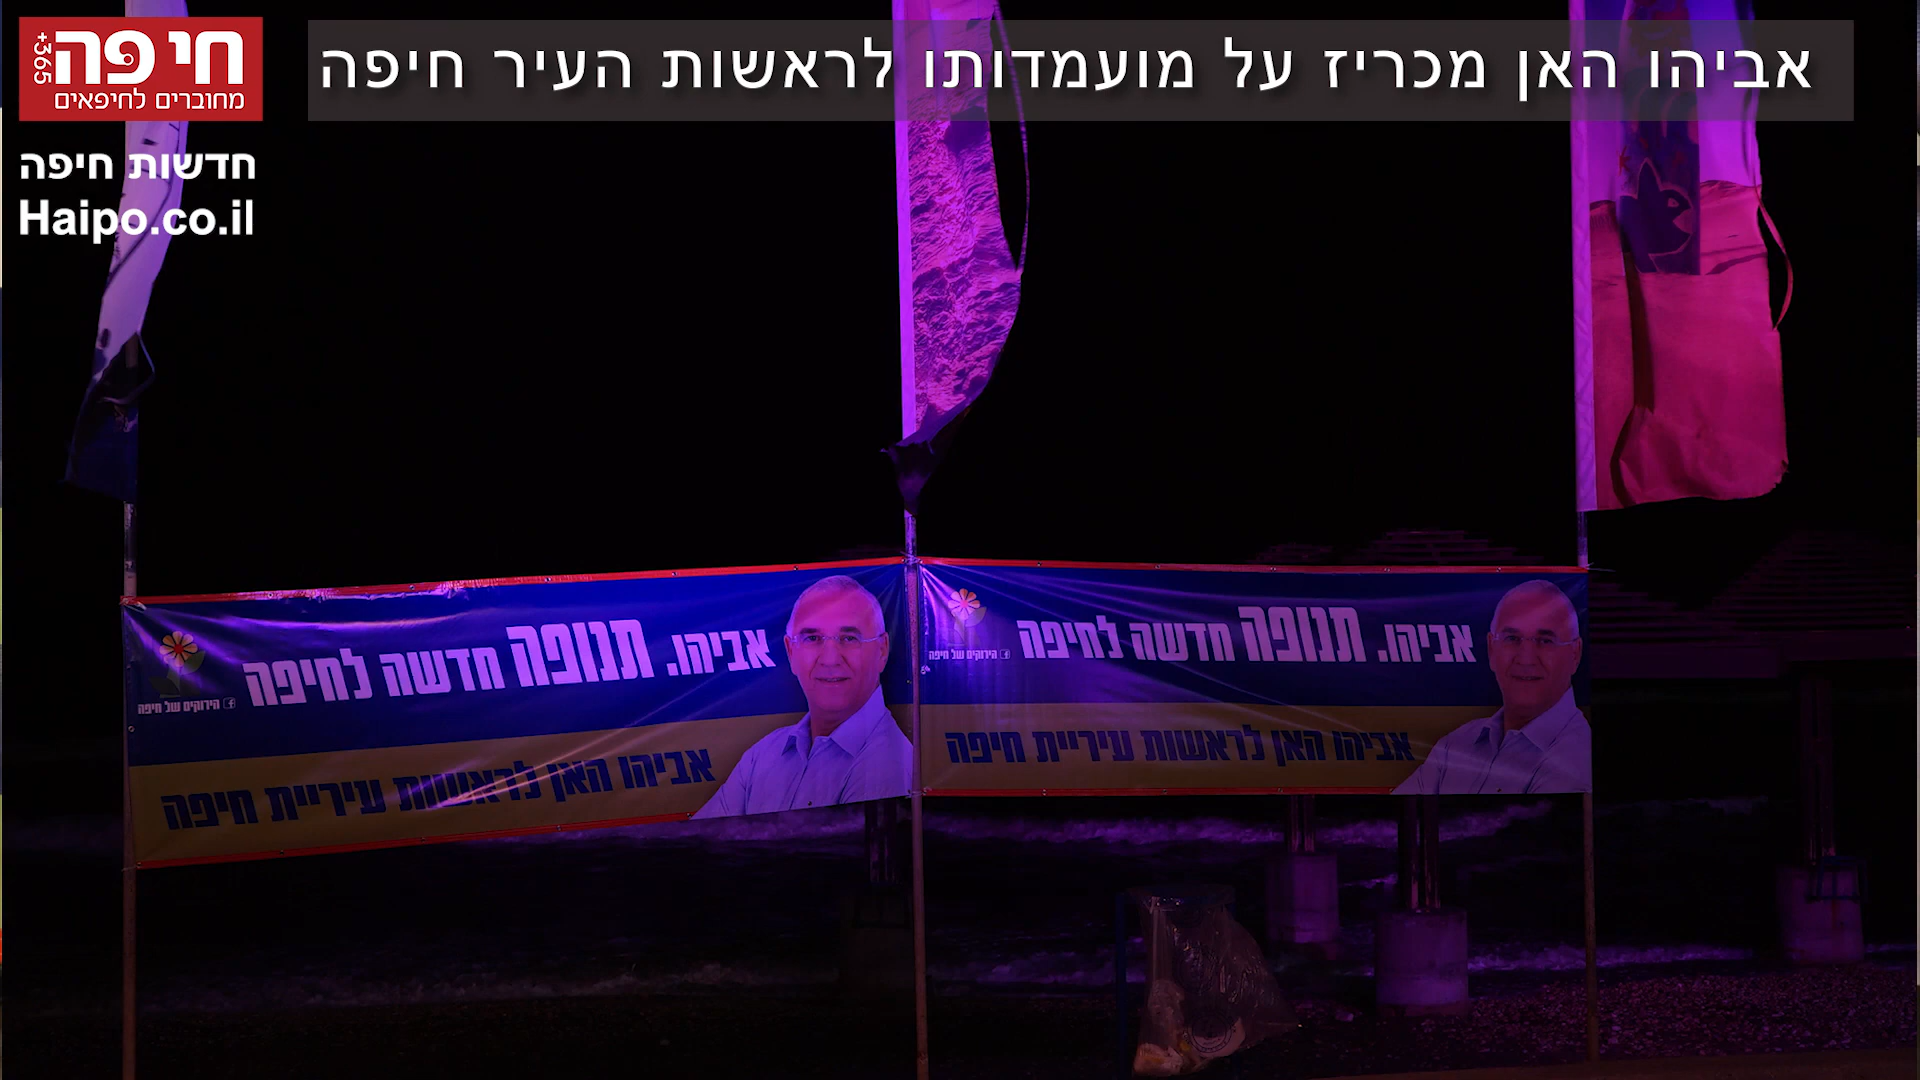 חי פה
+365
מחוברים לחיפאים
חדשות חיפה
Haipo.co.il
אביהו האן מכריז על מועמדותו לראשות העיר חיפה
אביהו. תנופה חדשה לחיפה
הירוקים של חיפה
אביהו האן לראשות עיריית חיפה
אביהו. תנופה חדשה לחיפה
הירוקים של חיפה
אביהו האן לראשות עיריית חיפה